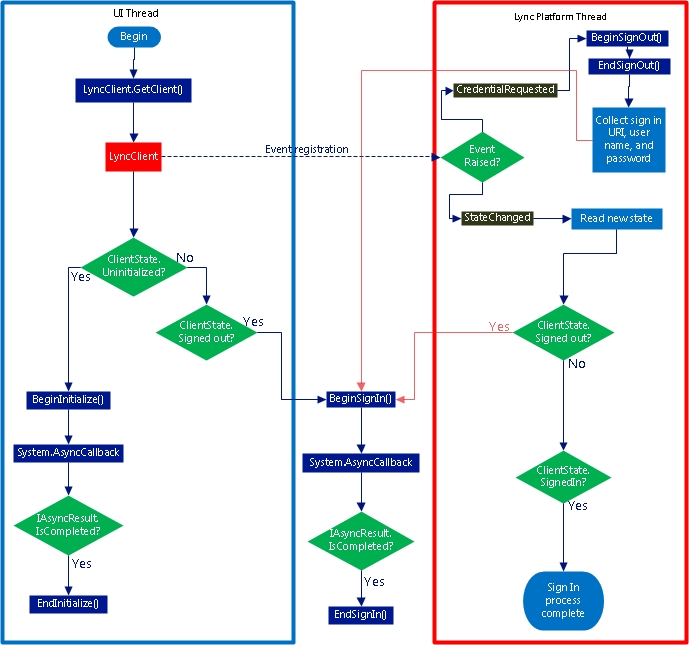 UI Thread
Begin
LyncClient.GetClient()
LyncClient
Event registration
ClientState.
Uninitialized?
Yes
No
ClientState.
Signed out?
Yes
BeginInitialize()
System.AsyncCallback
IAsyncResult.
IsCompleted?
Yes
EndInitialize()
BeginSignIn()
System.AsyncCallback
IAsyncResult.
IsCompleted?
Yes
EndSignIn()
Lync Platform Thread
BeginSignOut()
EndSignOut()
CredentialRequested
Collect sign in
URI, user
name, and
password
Event
Raised?
StateChanged
Read new state
Yes
ClientState.
Signed out?
No
ClientState.
SignedIn?
Yes
Sign In
process
complete